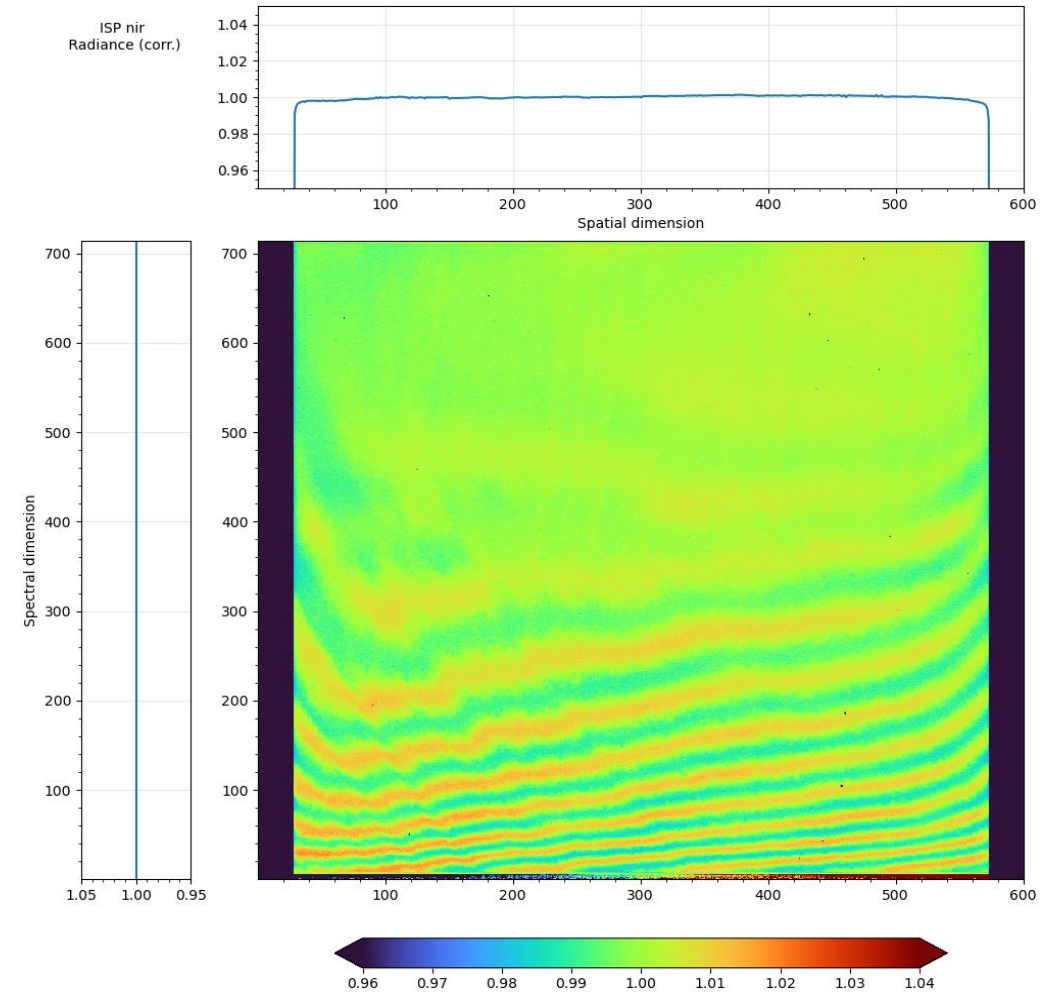 ISP nir
Radiance (corr.)
1.04
1.02
1.00
0.98
0.96
100 200 300 400 500 600
Spatial dimension
700
600
500
400
300
200
100
Spectral dimension
1.05 1.00 0.95
700
600
500
400
300
200
100
100 200 300 400 500 600
0.96 0.97 0.98 0.99 1.00 1.01 1.02 1.03 1.04